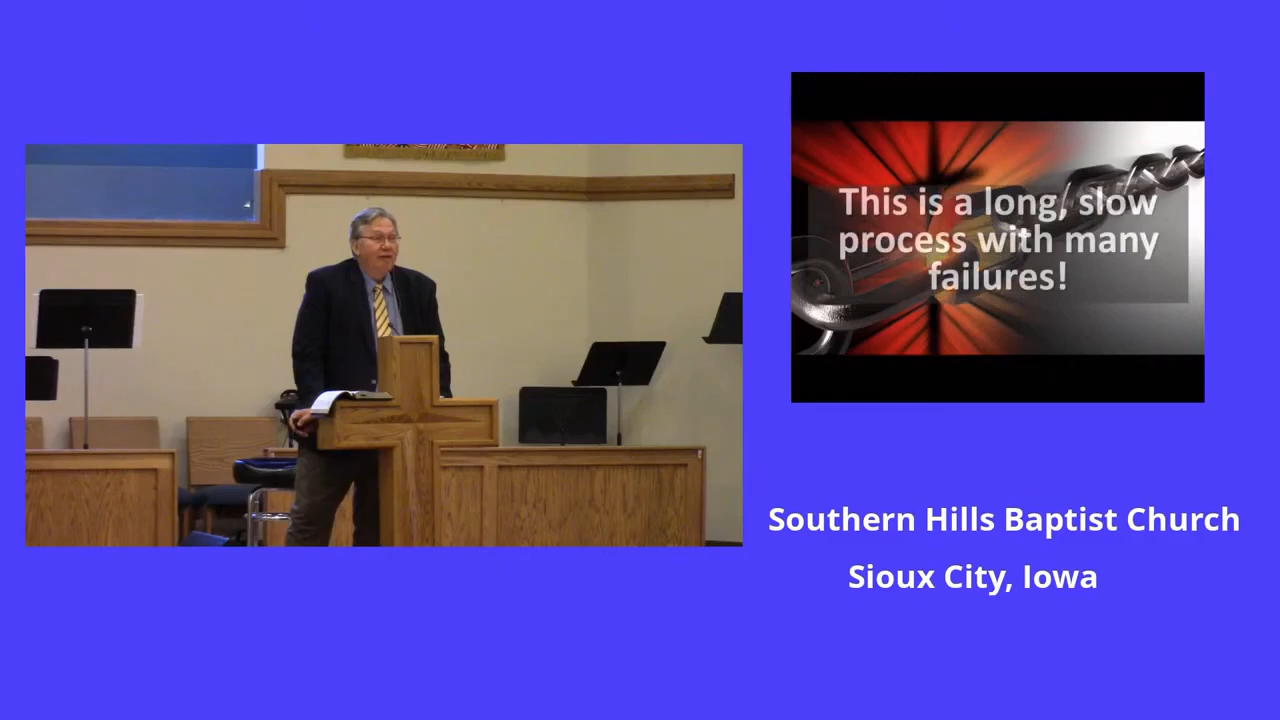 This is a long, slow
process with many
failures!
Southern Hills Baptist Church
Sioux City, Iowa